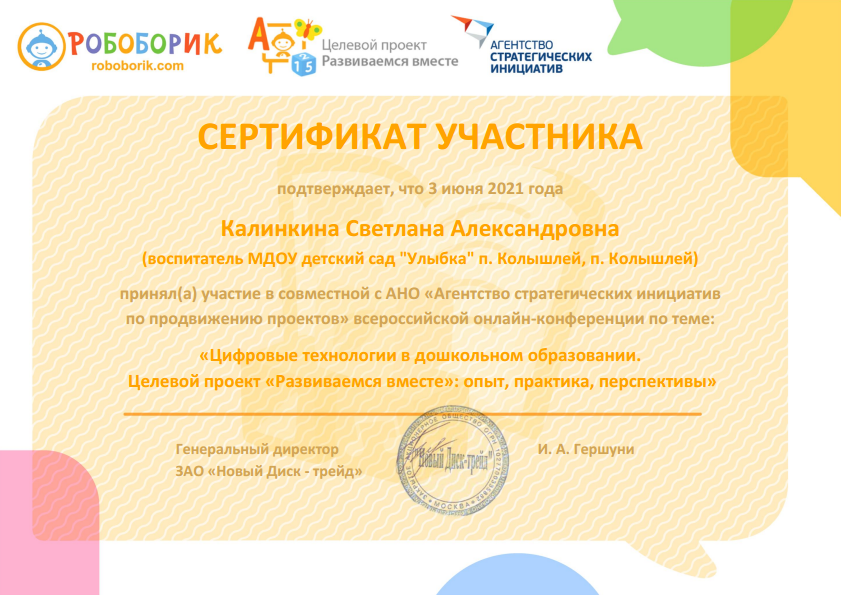 РОБОБОРИК
roboborik.com
Целевой проект
Развиваемся вместе
1 5
АГЕНТСТВО
СТРАТЕГИЧЕСКИХ
ИНИЦИАТИВ
СЕРТИФИКАТ УЧАСТНИКА
подтверждает, что 3 июня 2021 года
Калинкина Светлана Александровна
(воспитатель МДОУ детский сад "Улыбка" п. Колышлей, п. Колышлей)
принял(а) участие в совместной с АНО «Агентство стратегических инициатив
по продвижению проектов» всероссийской онлайн-конференции по теме:
«Цифровые технологии в дошкольном образовании.
Целевой проект «Развиваемся вместе»: опыт, практика, перспективы»
Генеральный директор
ЗАО «Новый Диск - трейд»
"Новый Диск-трейд"
МОСКВА
И. А. Гершуни